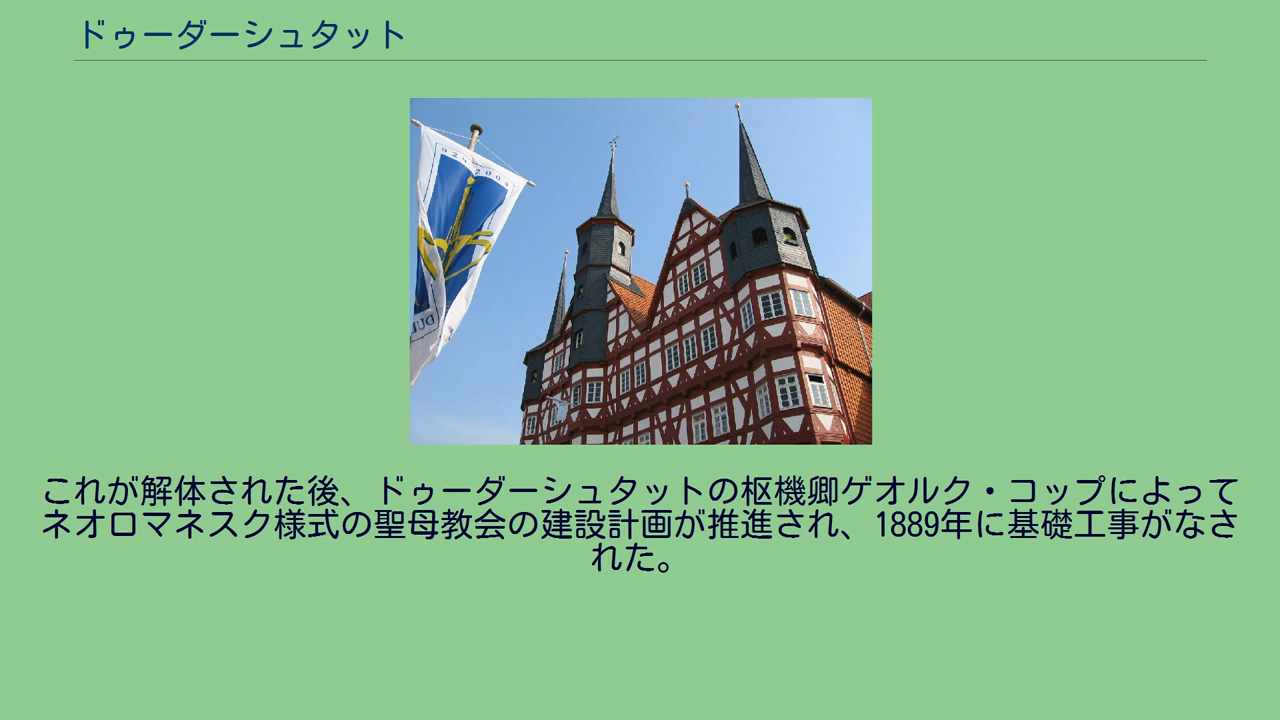 ドゥーダーシュタット
929 2004
DU
これが解体された後、ドゥーダーシュタットの枢機卿ゲオルク・コップによって
ネオロマネスク様式の聖母教会の建設計画が推進され、1889年に基礎工事がなさ
れた。